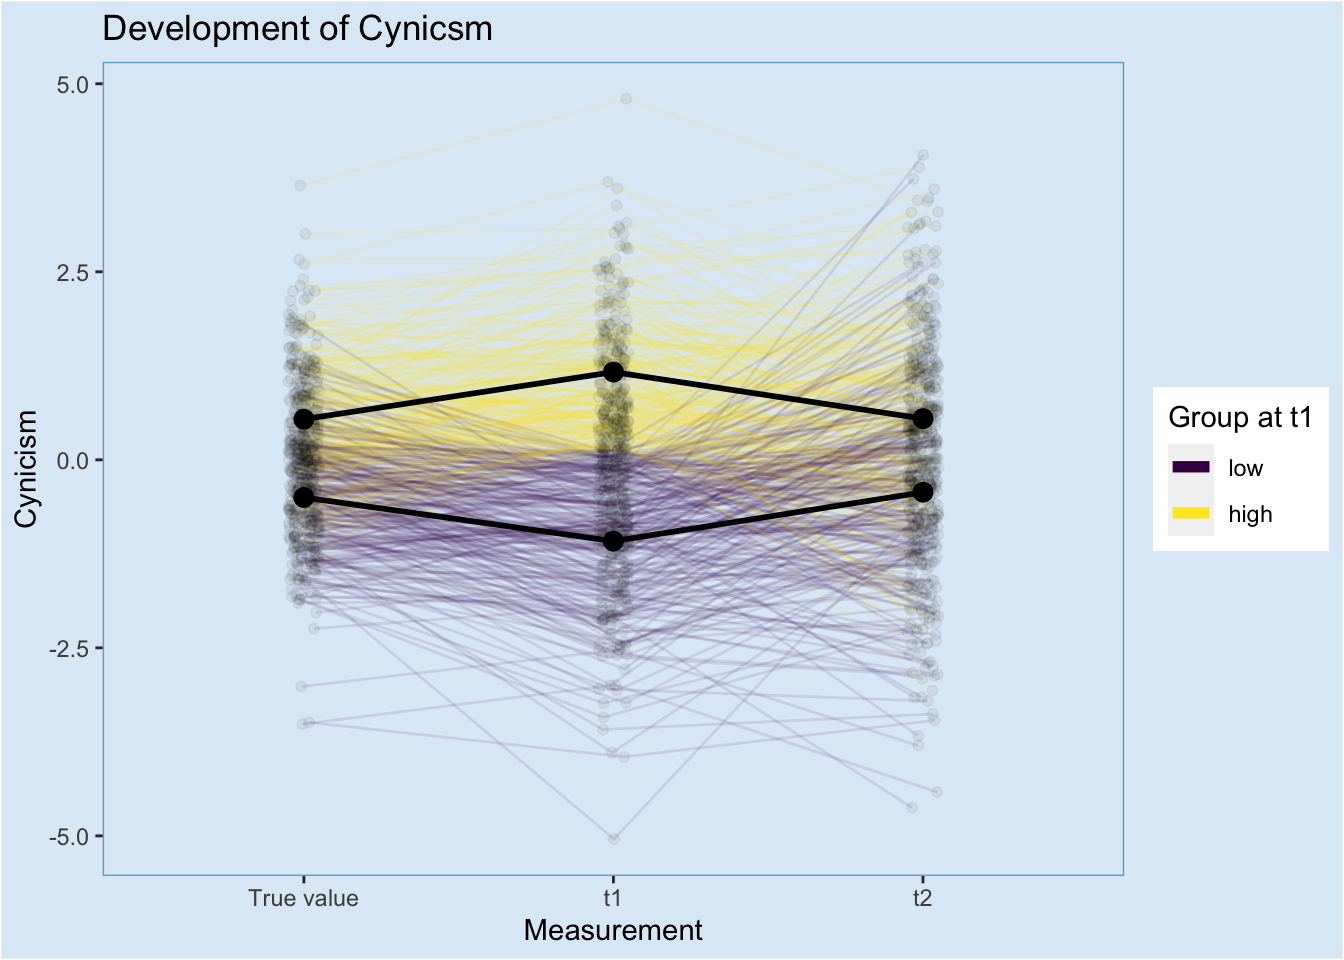 Development of Cynicsm
Cynicism
5.0
2.5
0.0
-2.5
-5.0
True value
t1
t2
Measurement
Group at t1
low
high